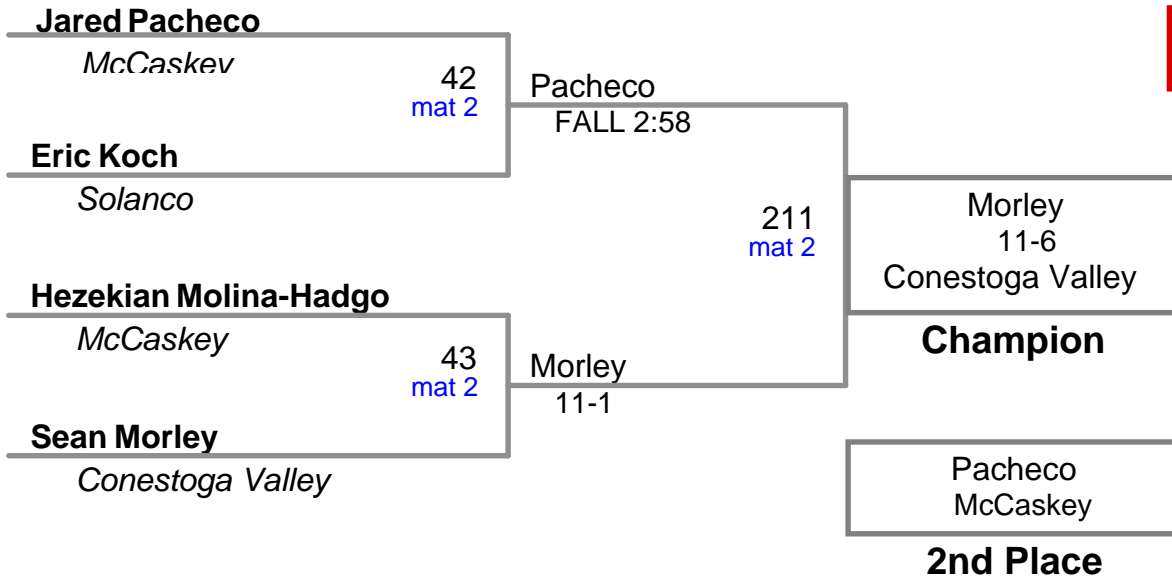 Jared Pacheco
McCaskey
42
mat 2
Pacheco
FALL 2:58
Eric Koch
Solanco
211
mat 2
Morley
11-6
Conestoga Valley
Champion
Hezekian Molina-Hadgo
McCaskey
43
mat 2
Morley
11-1
Sean Morley
Conestoga Valley
Pacheco
McCaskey
2nd Place